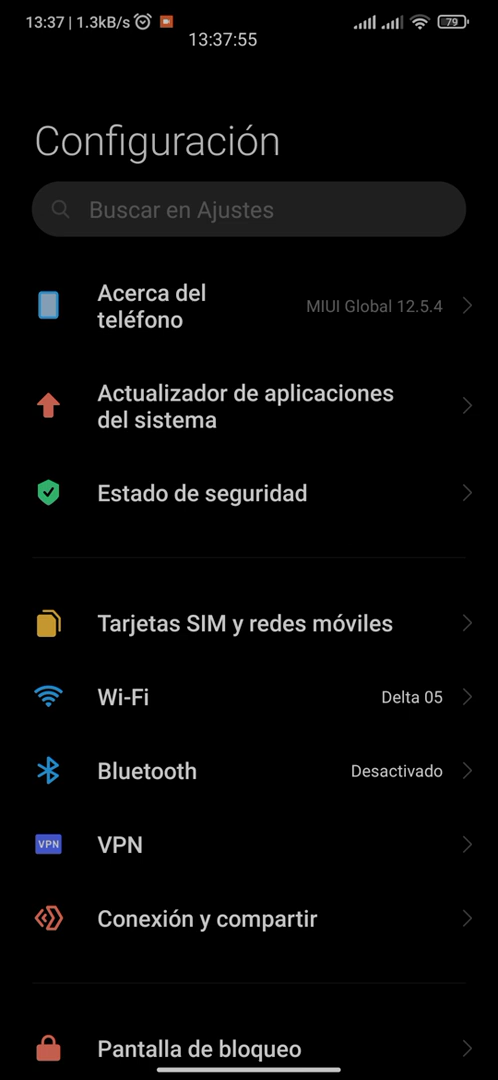 13:37 | 1.3kB/s 79
13:37:55
Configuración
Buscar en Ajustes
Acerca del
teléfono
MIUI Global 12.5.4
Actualizador de aplicaciones
del sistema
Estado de seguridad
Tarjetas SIM y redes móviles
Wi-Fi Delta 05
Bluetooth Desactivado
VPN VPN
Conexión y compartir
Pantalla de bloqueo